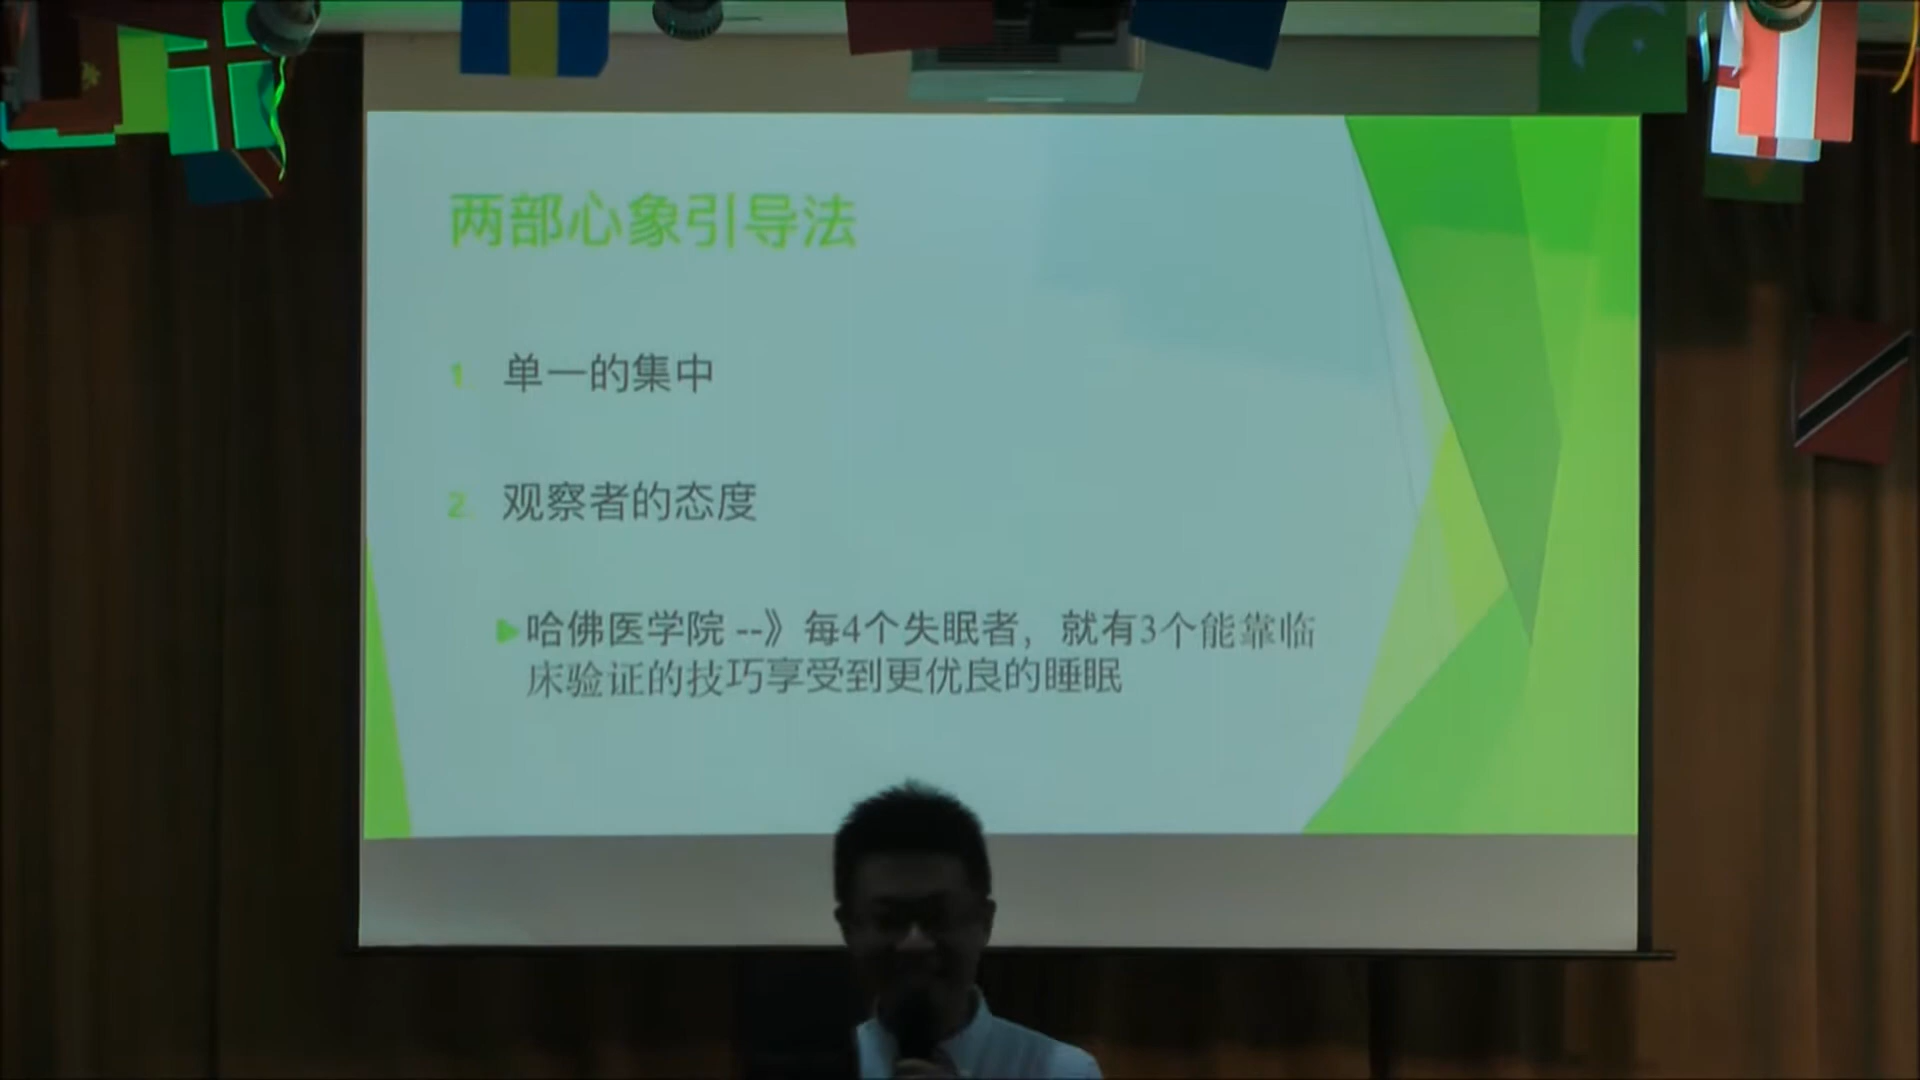 两部心象引导法
1. 单一的集中
2. 观察者的态度
哈佛医学院 --》每4个失眠者，就有3个能靠临
床验证的技巧享受到更优良的睡眠